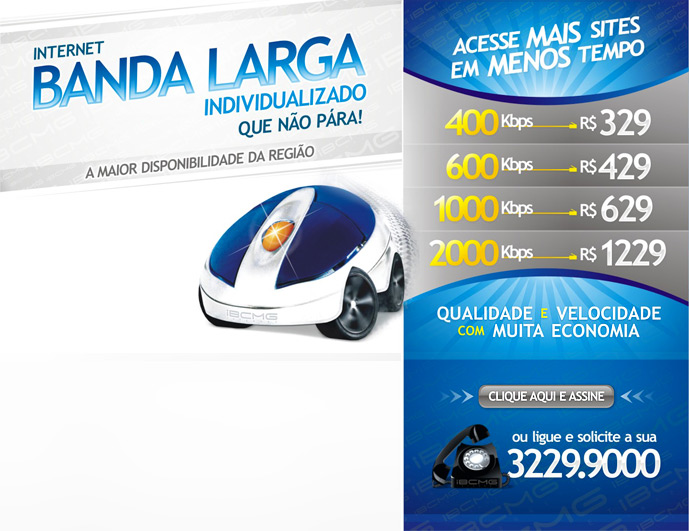 INTERNET
BANDA LARGA
INDIVIDUALIZADO
QUE NÃO PÁRA!
A MAIOR DISPONIBILIDADE DA REGIÃO
iBCMG
ACESSE MAIS SITES
EM MENOS TEMPO
400 Kbps R$ 329
600 Kbps R$ 429
1000 Kbps R$ 629
2000 Kbps R$ 1229
QUALIDADE E VELOCIDADE
COM MUITA ECONOMIA
CLIQUE AQUI E ASSINE
ou ligue e solicite a sua
3229.9000
iBCMG